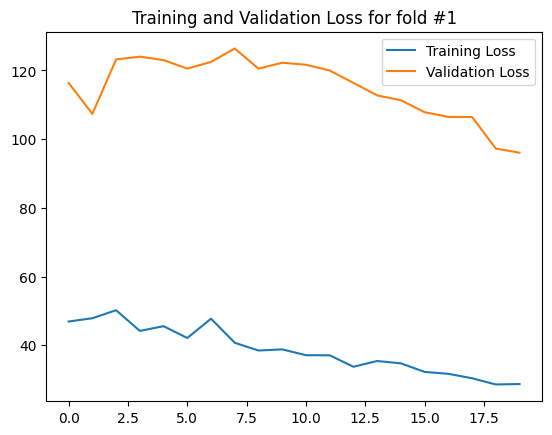 Training and Validation Loss for fold #1
Training Loss
Validation Loss
120
100
80
60
40
0.0 2.5 5.0 7.5 10.0 12.5 15.0 17.5